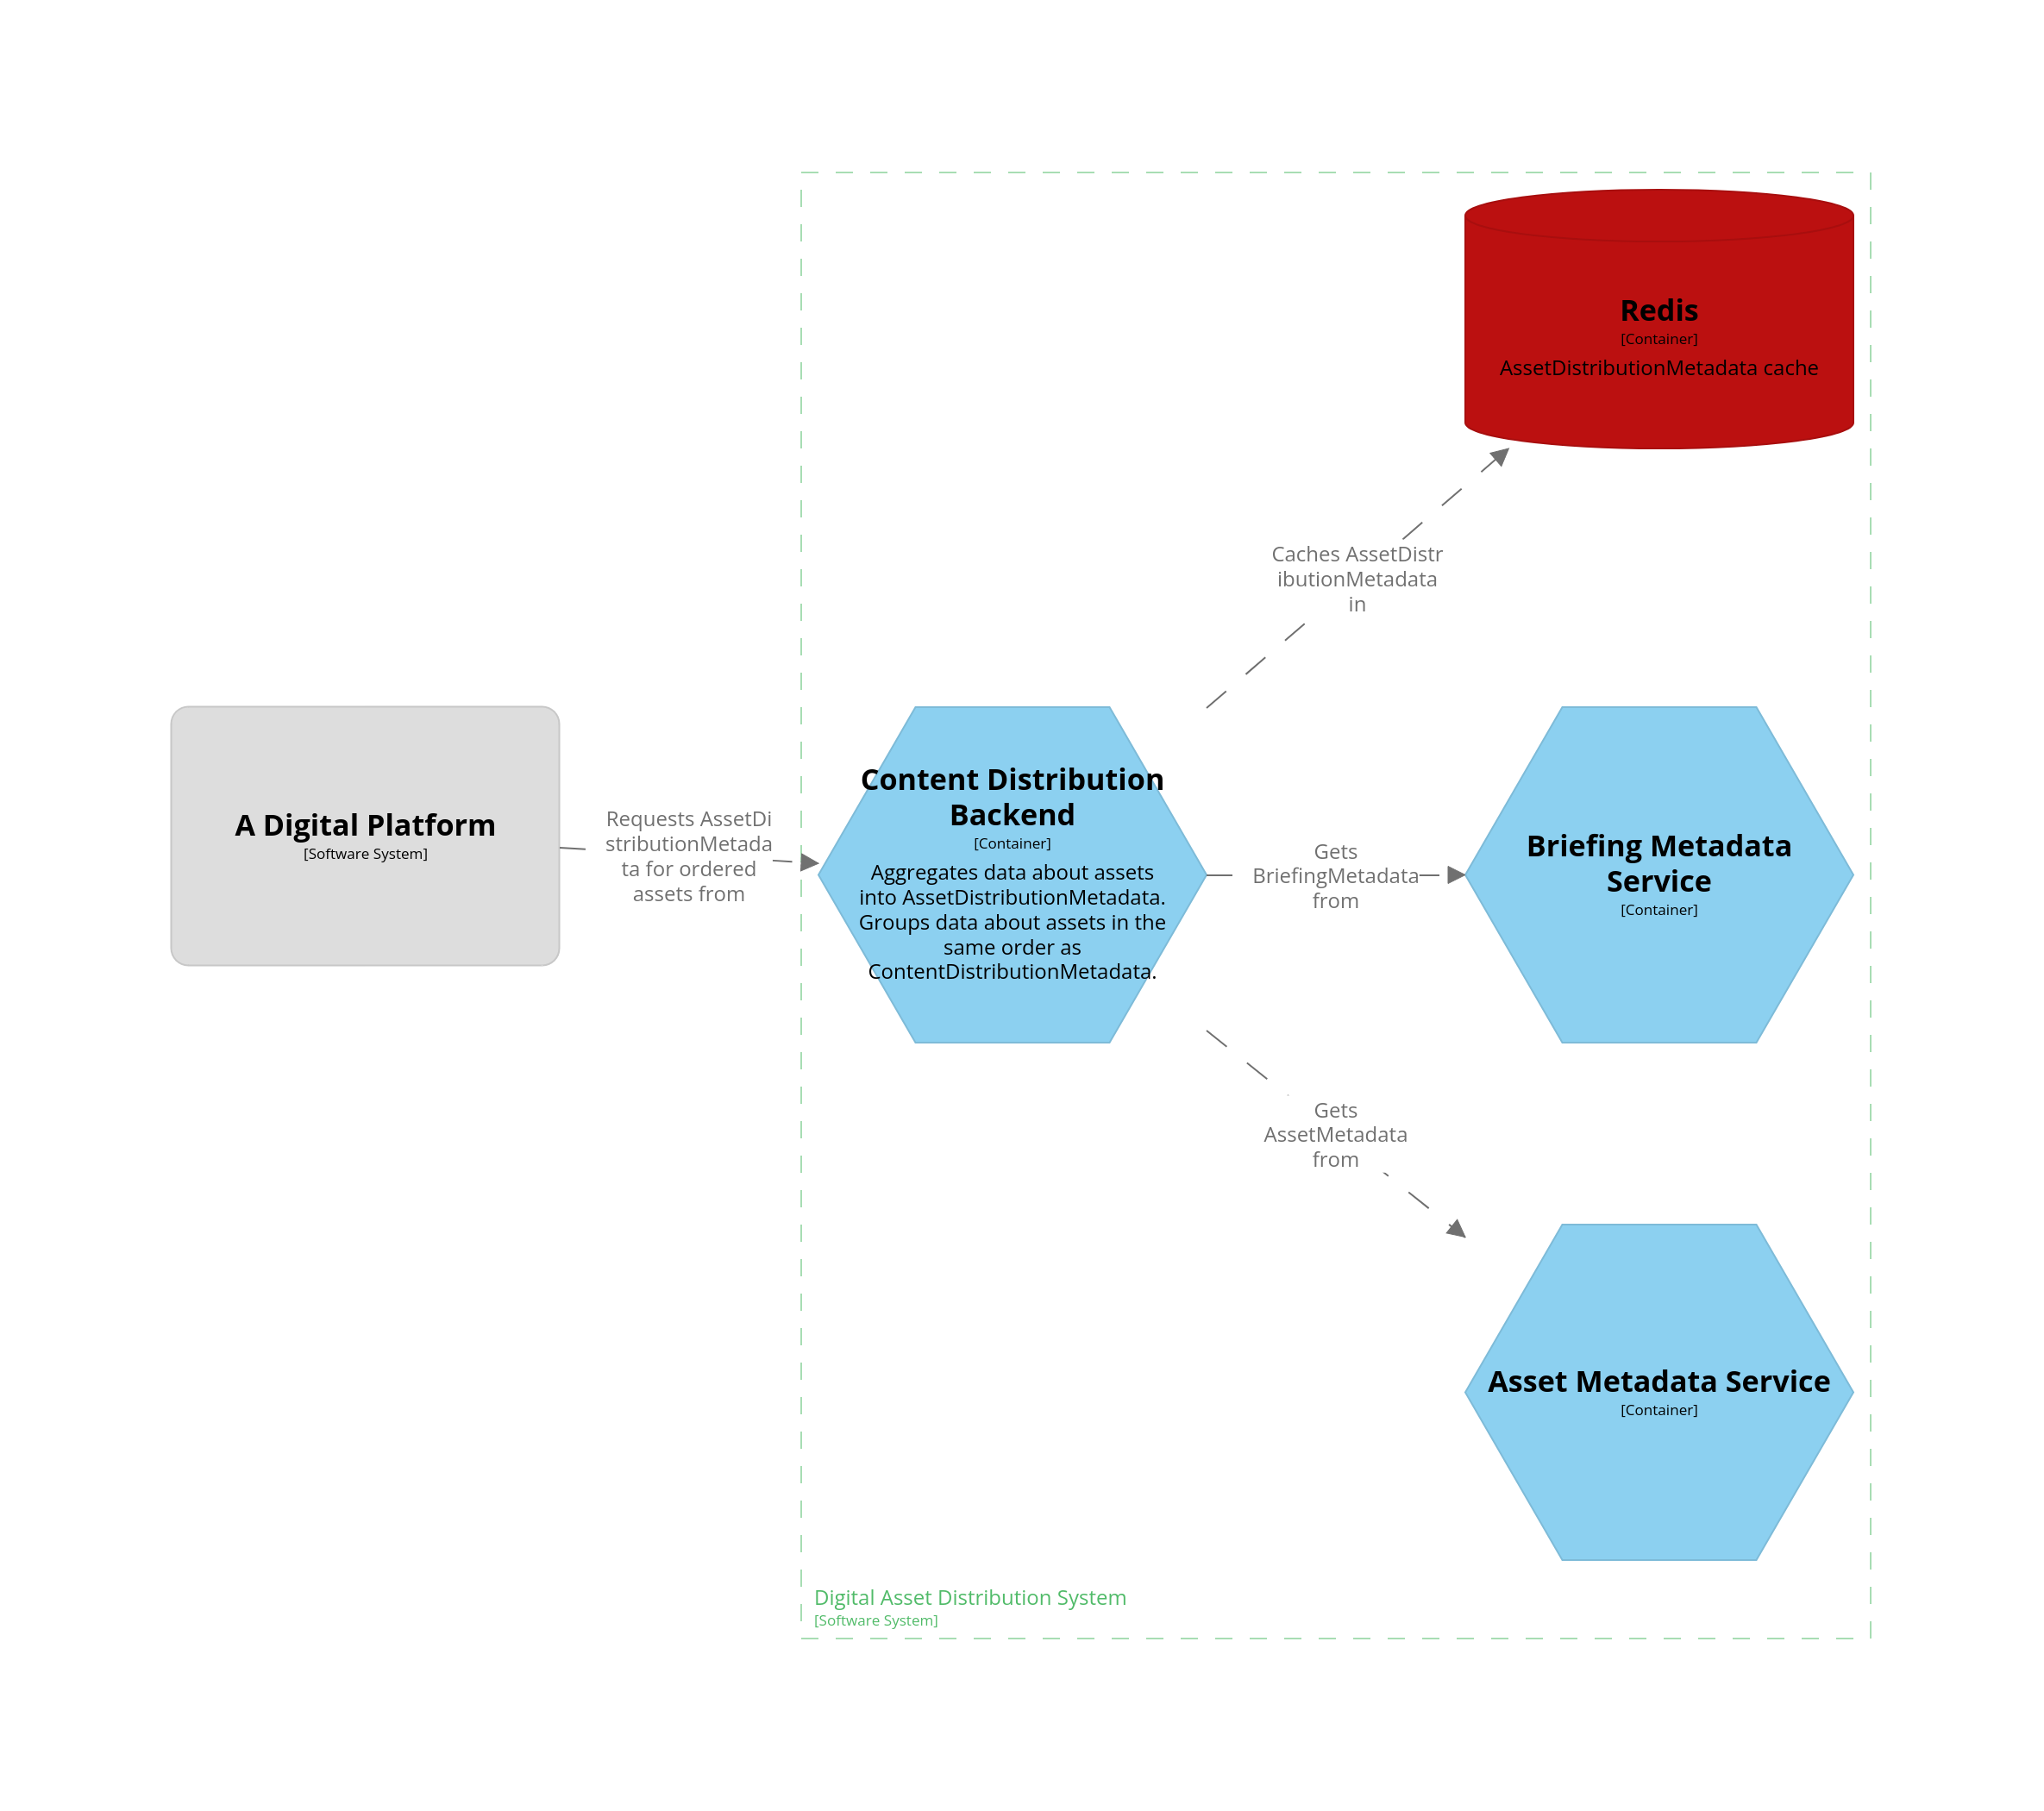 Redis
[Container]
AssetDistributionMetadata cache
Caches AssetDistr
ibutionMetadata
in
A Digital Platform
[Software System]
Requests AssetDi
stributionMetada
ta for ordered
assets from
Content Distribution
Backend
[Container]
Aggregates data about assets
into AssetDistributionMetadata.
Groups data about assets in the
same order as
ContentDistributionMetadata.
Gets
BriefingMetadata
from
Briefing Metadata
Service
[Container]
Gets
AssetMetadata
from
Asset Metadata Service
[Container]
Digital Asset Distribution System
[Software System]